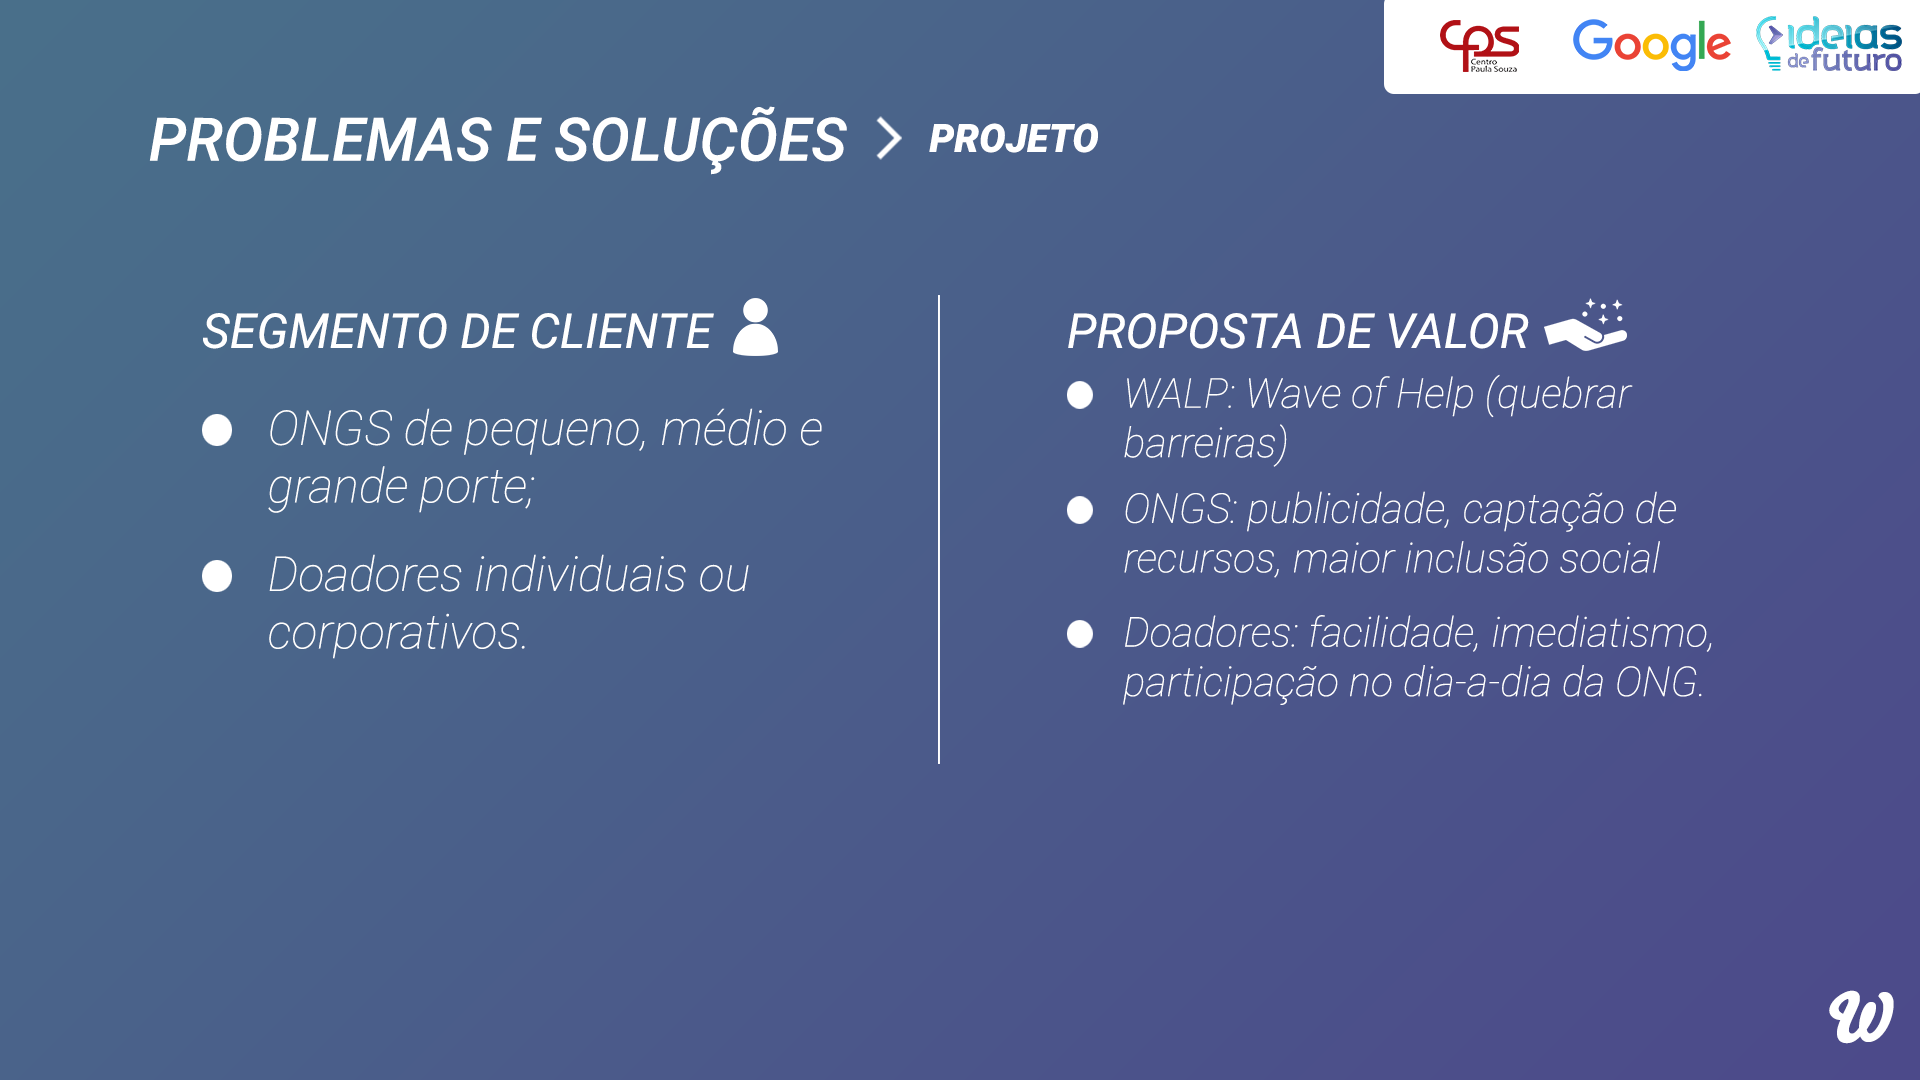 CPS
Centro
Paula Souza
Google
ideias
de futuro
PROBLEMAS E SOLUÇÕES > PROJETO
SEGMENTO DE CLIENTE
ONGS de pequeno, médio e
grande porte;
Doadores individuais ou
corporativos.
PROPOSTA DE VALOR
WALP: Wave of Help (quebrar
barreiras)
ONGS: publicidade, captação de
recursos, maior inclusão social
Doadores: facilidade, imediatismo,
participação no dia-a-dia da ONG.
W